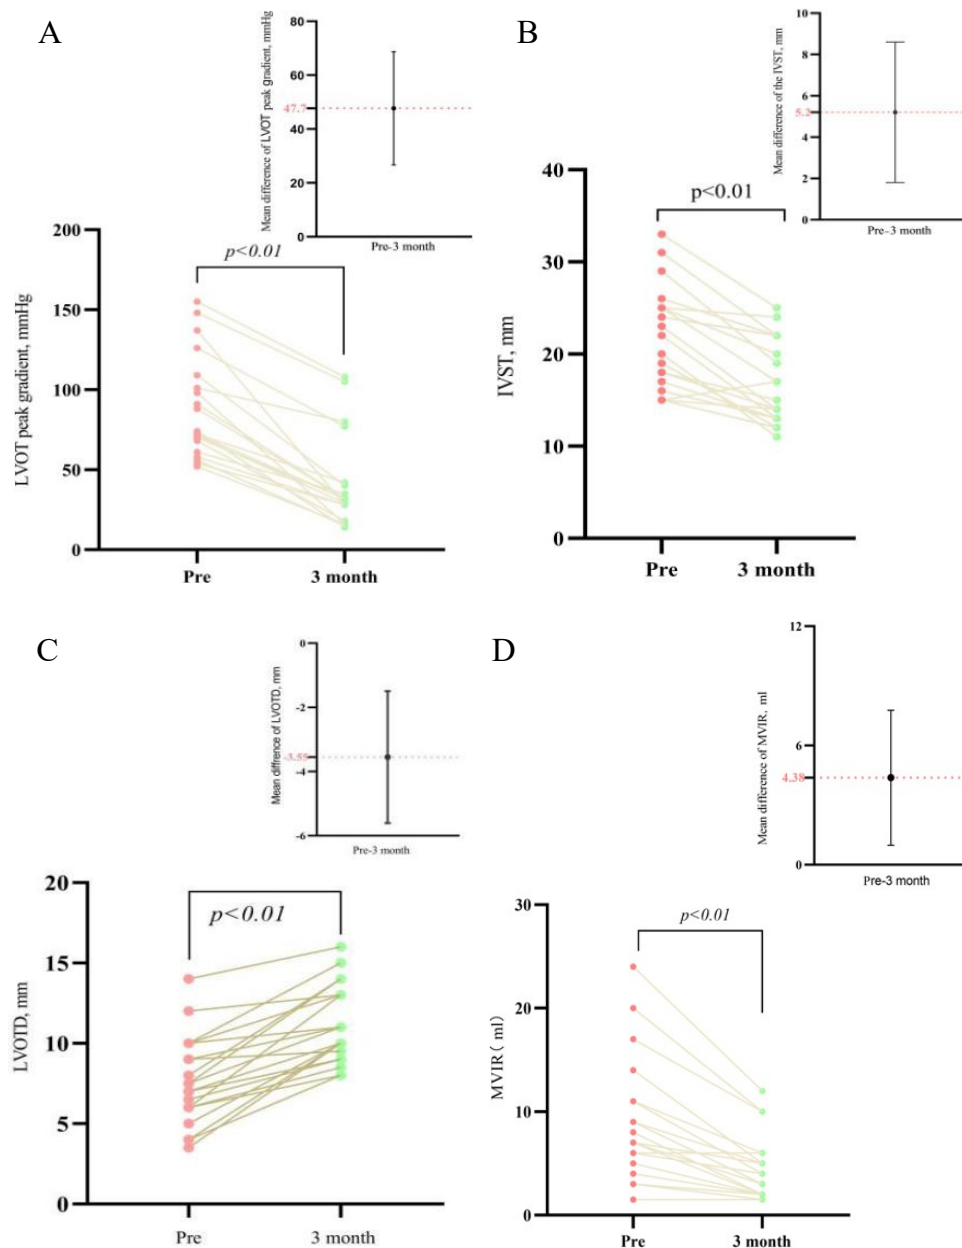 A
Mean difference of LVOT peak gradient, mmHg
80
60
47.7
40
20
0
Pre-3 month
LVOT peak gradient, mmHg
200
150
100
50
0
p<0.01
Pre
3 month
B
Mean difference of the IVST, mm
10
8
6
5.2
4
2
0
Pre-3 month
IVST, mm
40
30
20
10
0
p<0.01
Pre
3 month
C
Mean diffrence of LVOTD, mm
0
-2
-3.55
-4
-6
Pre-3 month
LVOTD, mm
20
15
10
5
0
p<0.01
Pre
3 month
D
Mean difference of MVIR, ml
12
6
4.38
0
Pre-3 month
MVIR( ml)
30
20
10
0
p<0.01
Pre
3 month